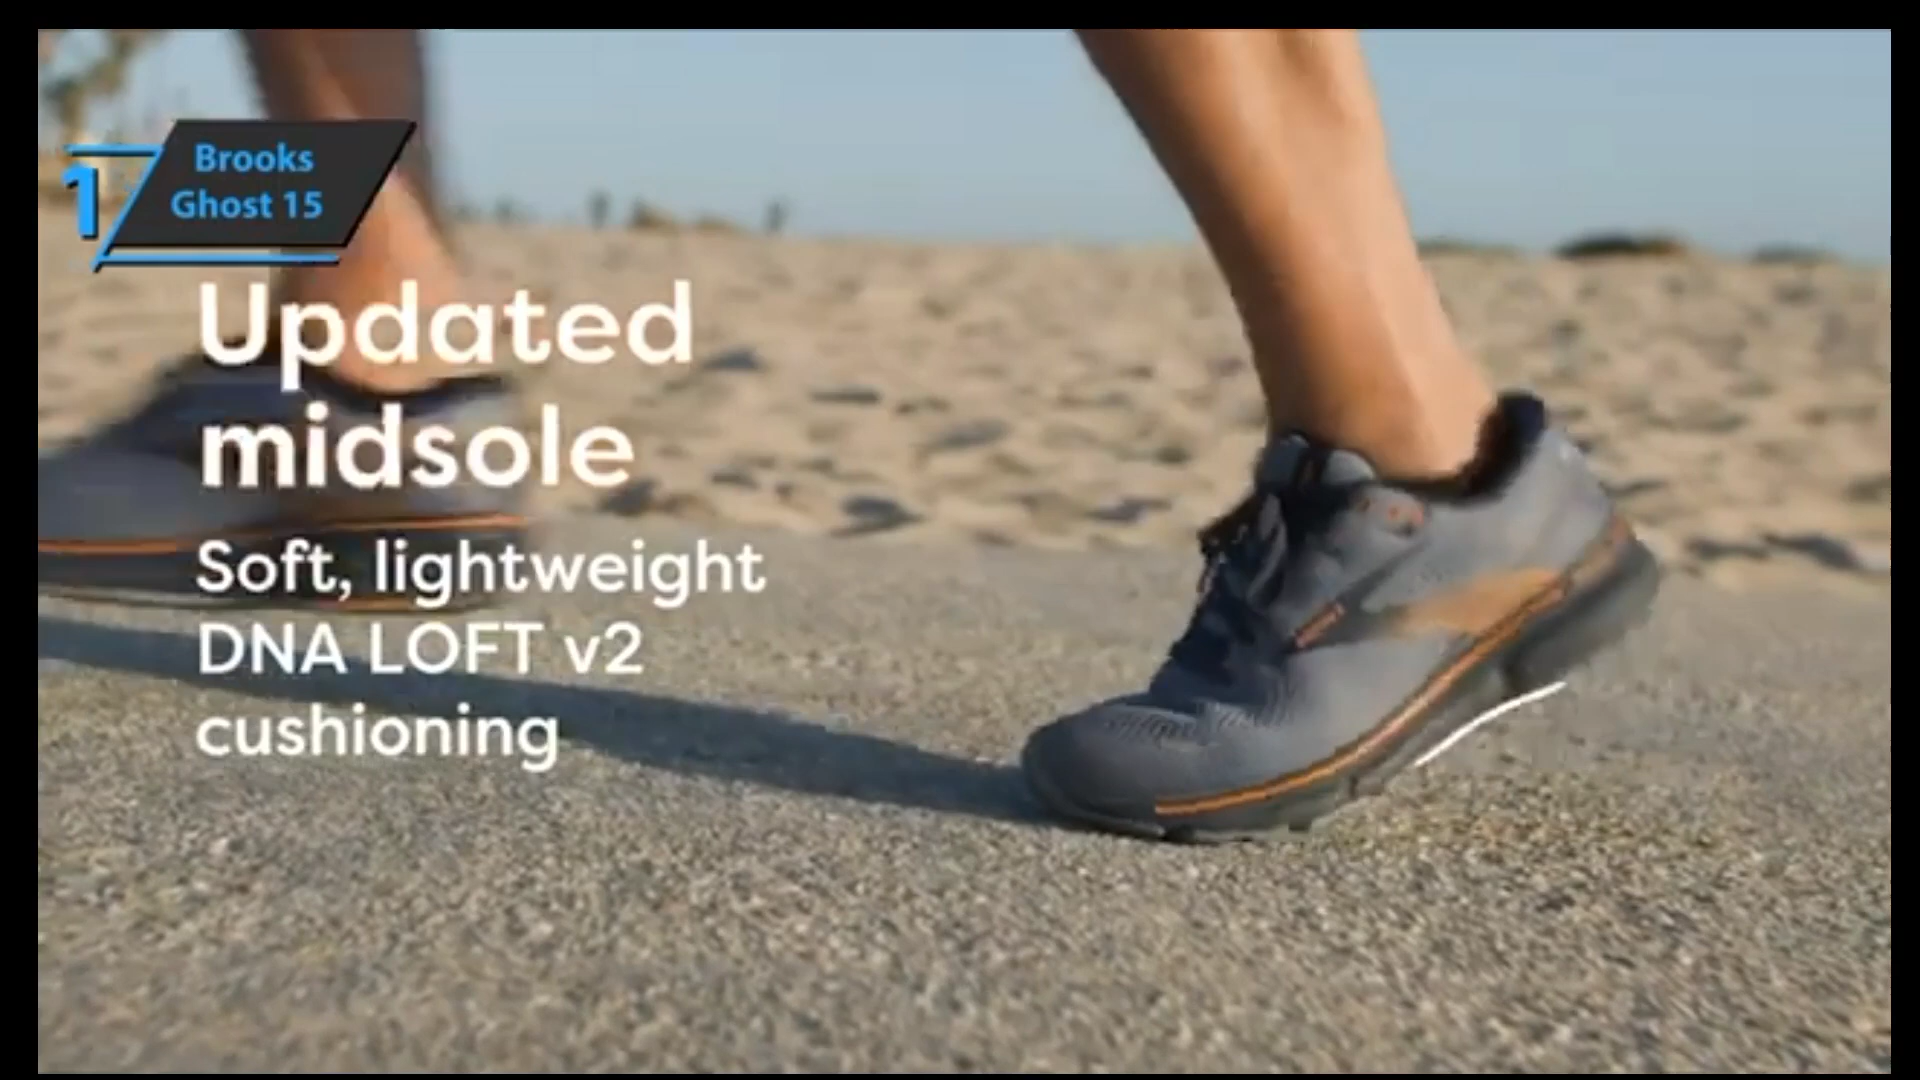 1
Brooks
Ghost 15
Updated
midsole
Soft, lightweight
DNA LOFT v2
cushioning